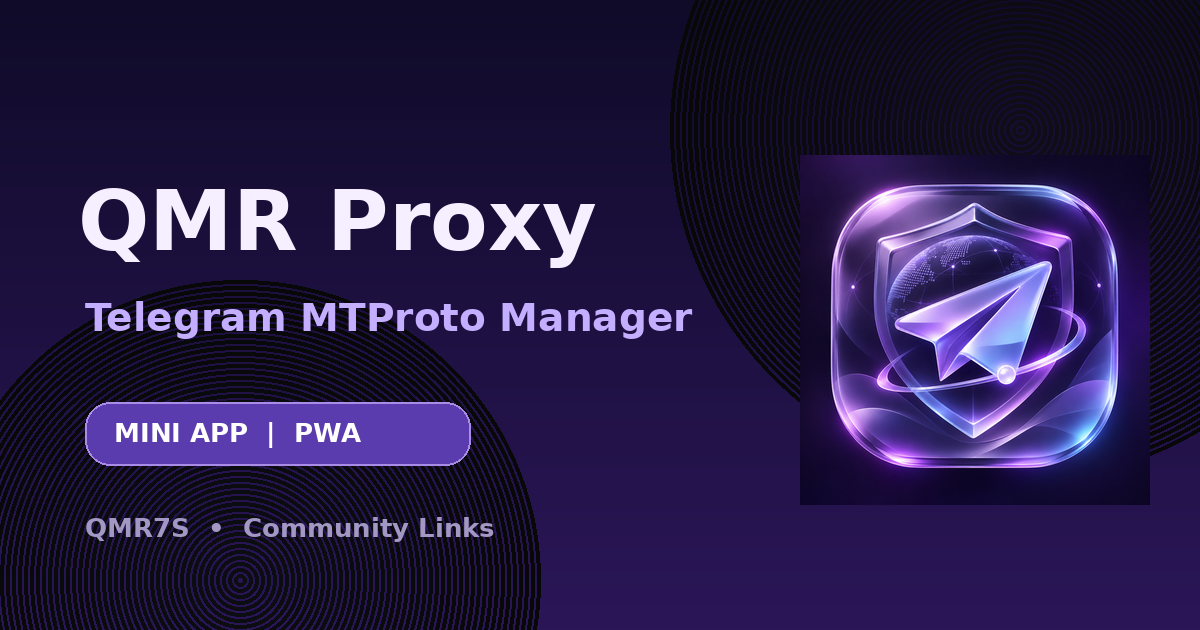 QMR Proxy
Telegram MTProto Manager
MINI APP | PWA
QMR7S • Community Links